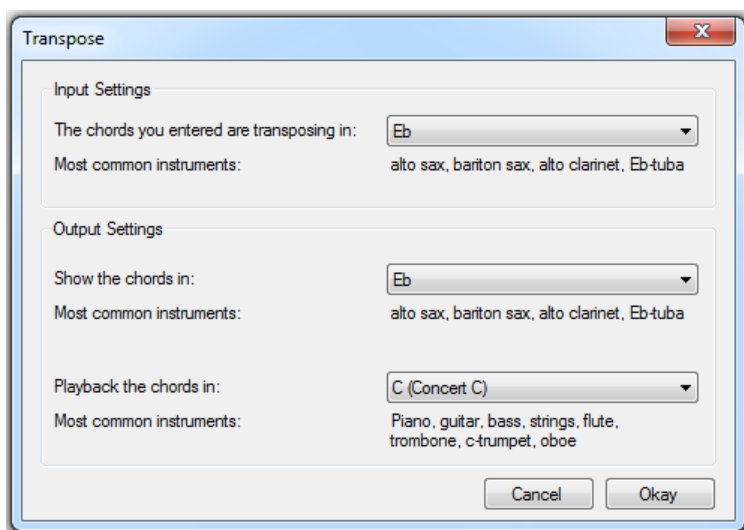 Transpose
Input Settings
The chords you entered are transposing in: Eb
Most common instruments: alto sax, bariton sax, alto clarinet, Eb-tuba
Output Settings
Show the chords in: Eb
Most common instruments: alto sax, bariton sax, alto clarinet, Eb-tuba
Playback the chords in: C (Concert C)
Most common instruments: Piano, guitar, bass, strings, flute,
trombone, c-trumpet, oboe
Cancel Okay